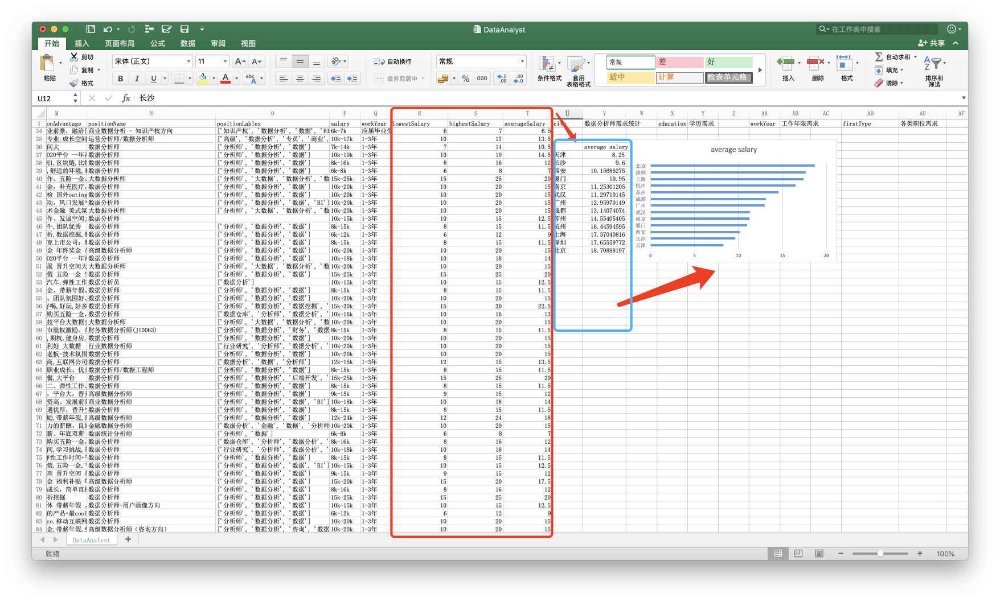 DataAnalyst
在工作表中搜索
开始 插入 页面布局 公式 数据 审阅 视图
共享
粘贴 剪切 复制 格式
宋体 (正文) 11 A A
B I U A abc A
自动换行 合并后居中
常规
% 000 .0 .00 .00 .0
条件格式 套用 表格格式
常规 差 好
适中 计算 检查单元格
插入 删除 格式
自动求和 填充 清除
A Z 排序和 筛选
U12 fx 长沙
M N O P Q R S T U V W X Y Z AA AB AC AD AE AF
1 onAdvantage positionName positionLables salary workYear lowestSalary highestSalary averageSalary 数据分析师需求统计 education 学历需求 workYear 工作年限需求 firstType 各类职位需求
34 业前景, 商业数据分析 - 知识产权方向 ['知识产权', '数据分析', '数据', 'BI 6k-7k 应届毕业生 6 7 6.5
35 专业,成长空间 运营分析师/数据分析师 ['高级', '数据分析', '专员', '商业', 10k-17k 1-3年 10 17 13.5
36 间大 数据分析师 ['分析师', '数据分析', '数据'] 7k-14k 1-3年 7 14 10.5 average salary
37 020平台 数据分析师 ['分析师', '数据分析', '数据'] 10k-19k 1-3年 10 19 14.5 天津 8.25
38 区块链, 数据分析师 ['分析师', '数据分析', '数据'] 8k-16k 1-3年 8 16 12 长沙 9.6
39 ,舒适的环境, 数据分析师 ['分析师', '数据分析', '数据'] 6k-8k 1-3年 6 8 7 西安 10.15686275
40 作、五险一金、 大数据分析师 ['分析师', '大数据', '数据分析', '数 15k-25k 1-3年 15 25 20 厦门 10.95
41 金, 补充医疗, 数据分析师 ['分析师', '数据分析', '数据'] 10k-20k 1-3年 10 20 15 南京 11.25301205
42 检 国外outing 数据分析师 ['分析师', '数据分析', '数据'] 10k-20k 1-3年 10 20 15 武汉 11.29710145
43 动, 风口发展 数据分析师 ['分析师', '数据分析', '数据', 'BI'] 10k-20k 1-3年 10 20 15 广州 12.95970149
44 术金融 美式 大数据分析师 ['分析师', '大数据', '数据分析', '数 10k-20k 1-3年 10 20 15 成都 13.14074074
45 作、发展空间 数据分析师 10k-15k 1-3年 10 15 12.5 苏州 14.55405405
46 牛,团队优秀 数据分析师 ['分析师', '数据分析', '数据'] 8k-15k 1-3年 8 15 11.5 杭州 16.44594595
47 析,数据挖掘, 数据分析师 ['分析师', '数据分析', '数据'] 6k-12k 1-3年 6 12 9 上海 17.37040816
48 克上市公司; 数据分析师 ['分析师', '数据分析', '数据'] 8k-15k 1-3年 8 15 11.5 深圳 17.65559772
49 金 年终奖金 高级数据分析师 ['分析师', '数据分析', '数据'] 10k-20k 1-3年 10 20 15 北京 18.70888197
50 020平台 数据分析师 ['分析师', '数据分析', '数据'] 10k-18k 1-3年 10 18 14
51 展 晋升空间大 大数据分析师 ['分析师', '大数据', '数据分析', '数 10k-20k 1-3年 10 20 15
52 假 五险一金 数据分析师 ['分析师', '数据分析', '数据'] 15k-25k 1-3年 15 25 20
53 汽车,弹性工作 数据分析员 ['数据分析'] 10k-15k 1-3年 10 15 12.5
54 金、带薪年假、 数据分析师 ['分析师', '数据分析', '数据'] 8k-15k 1-3年 8 15 11.5
55 、团队氛围好、 数据分析师 ['分析师', '数据分析', '数据'] 10k-20k 1-3年 10 20 15
56 好喝,好玩,好多 数据分析师 ['分析师', '数据分析', '数据挖掘', ' 15k-30k 1-3年 15 30 22.5
57 购买五险一金, 数据分析师 ['数据仓库', '分析师', '数据分析', ' 10k-16k 1-3年 10 16 13
58 技平台大数据 大数据分析师 ['分析师', '大数据', '数据分析', '数 10k-20k 1-3年 10 20 15
59 市股权激励、 财务数据分析师(J10063) ['分析师', '数据分析', '财务', '数据 8k-15k 1-3年 8 15 11.5
60 ,期权,健身房, 数据分析师 ['分析师', '数据分析', '数据'] 10k-20k 1-3年 10 20 15
61 利好 大数据 行业数据分析师 ['行业研究', '分析师', '数据分析', ' 10k-20k 1-3年 10 20 15
62 老板-技术氛围 数据分析师 ['分析师', '数据分析', '数据'] 10k-20k 1-3年 10 20 15
63 商,互联网公司 数据分析师 ['数据分析', '数据', '分析师'] 12k-15k 1-3年 12 15 13.5
64 职业成长、 数据分析师/数据工程师 ['分析师', '数据分析', '数据'] 8k-15k 1-3年 8 15 11.5
65 餐,大平台 数据分析师 ['分析师', '数据分析', '后端开发', ' 15k-25k 1-3年 15 25 20
66 二、弹性工作、 数据分析师 ['分析师', '数据分析', '数据'] 8k-15k 1-3年 8 15 11.5
67 , 平台大, 晋 高级数据分析师 ['分析师', '数据分析', '数据'] 9k-15k 1-3年 9 15 12
68 资高、发展前 商业数据分析师 ['分析师', '数据分析', '数据', 'BI'] 10k-18k 1-3年 10 18 14
69 遇优厚, 晋升 数据分析师 ['分析师', '数据分析', '数据'] 8k-15k 1-3年 8 15 11.5
70 励,带薪年假, 高级数据分析师 ['分析师', '数据分析', '数据'] 12k-24k 1-3年 12 24 18
71 力的薪酬、良 金融数据分析师 ['数据分析', '金融', '数据', '分析师 10k-20k 1-3年 10 20 15
72 薪、年底双薪 数据统计分析师 ['分析师', '数据'] 6k-8k 1-3年 6 8 7
73 购买五险一金, 数据分析师 ['数据仓库', '分析师', '数据分析', ' 8k-16k 1-3年 8 16 12
74 间,学习挑战, 数据分析师 ['行业研究', '分析师', '数据分析', ' 10k-18k 1-3年 10 18 14
75 弹性工作时间+ 数据分析师 ['分析师', '数据分析', '数据'] 8k-15k 1-3年 8 15 11.5
76 假,五险一金, 数据分析师 ['分析师', '数据分析', '数据', 'BI'] 10k-15k 1-3年 10 15 12.5
77 理 晋升空间 数据分析师 ['分析师', '数据分析', '数据'] 9k-15k 1-3年 9 15 12
78 金 福利补贴 高级数据分析师 ['分析师', '数据分析', '数据'] 15k-20k 1-3年 15 20 17.5
79 成长, 简单直 数据分析师 ['分析师', '数据分析', '数据'] 8k-16k 1-3年 8 16 12
80 析挖掘 数据分析师 ['分析师', '数据分析', '数据'] 15k-25k 1-3年 15 25 20
81 休 带薪年假 数据分析师-用户画像方向 ['分析师', '数据分析', '数据'] 10k-15k 1-3年 10 15 12.5
82 的产品+最cool 数据分析师 ['分析师', '数据分析', '数据'] 6k-12k 1-3年 6 12 9
83 ce.移动互联网 数据分析师 ['分析师', '数据分析', '数据'] 10k-20k 1-3年 10 20 15
84 金,带薪年假, 高级数据分析师（咨询方向） ['分析师', '数据分析', '咨询', '数据 10k-20k 1-3年 10 20 15
average salary
北京
深圳
上海
杭州
苏州
成都
广州
武汉
南京
厦门
西安
长沙
天津
0 5 10 15 20
DataAnalyst +
就绪 100%